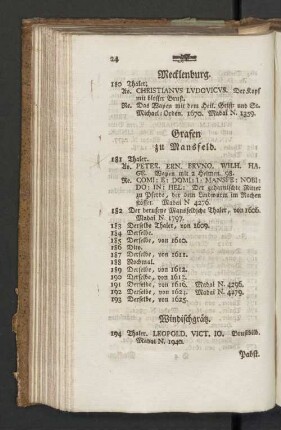 24
Mecklenburg.
180 Thaler.
Av. CHRISTIANVS LVDOVICVS. Der Kopf
mit blosser Brust.
Re. Das Wapen mit dem Heil. Geist- und St.
Michael-Orden. 1670. Madai N. 1359.
Grafen
zu Mansfeld.
181 Thaler.
Av. PETER. ERN. BRVNO. WILH. HA-
GE. Wapen mit 2 Helmen. 98.
Re. COMI: E: DOMI: I: MANSFE: NOBI:
DO: IN: HEL: Der geharnischte Ritter
zu Pferde, der dem Lindwurm im Rachen
stösset. Madai N 4276.
182 Der berufene Mansfeldische Thaler, von 1606.
Madai N. 1797.
183 Derselbe Thaler, von 1609.
184 Derselbe.
185 Derselbe, von 1610.
186 Dito.
187 Derselbe, von 1611.
188 Nochmal.
189 Derselbe, von 1612.
190 Derselbe, von 1613.
191 Derselbe, von 1616. Madai N. 4296.
192 Derselbe, von 1623. Madai N. 4279.
193 Derselbe, von 1625.
Windischgrätz.
194 Thaler. LEOPOLD. VICT. IO. Brustbild.
Madai N. 1940.
Pabst.